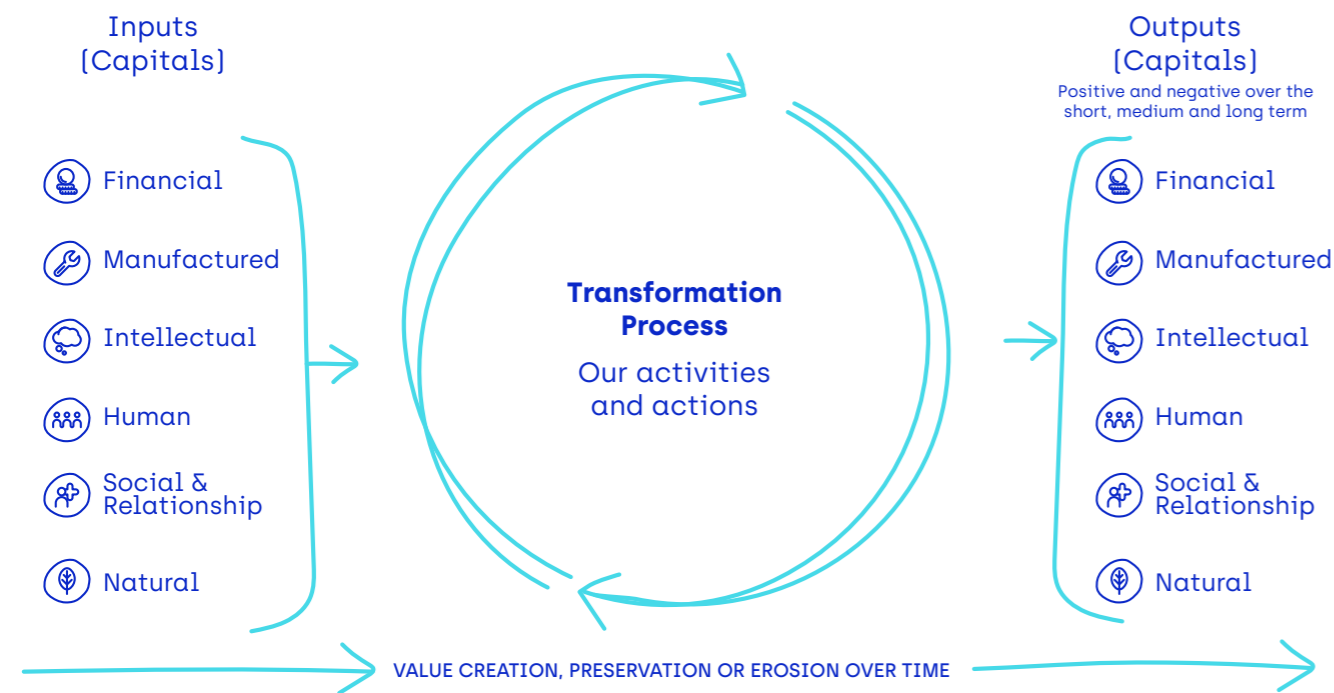 Inputs
(Capitals)
Financial
Manufactured
Intellectual
Human
Social &
Relationship
Natural
Transformation
Process
Our activities
and actions
Outputs
(Capitals)
Positive and negative over the
short, medium and long term
Financial
Manufactured
Intellectual
Human
Social &
Relationship
Natural
VALUE CREATION, PRESERVATION OR EROSION OVER TIME